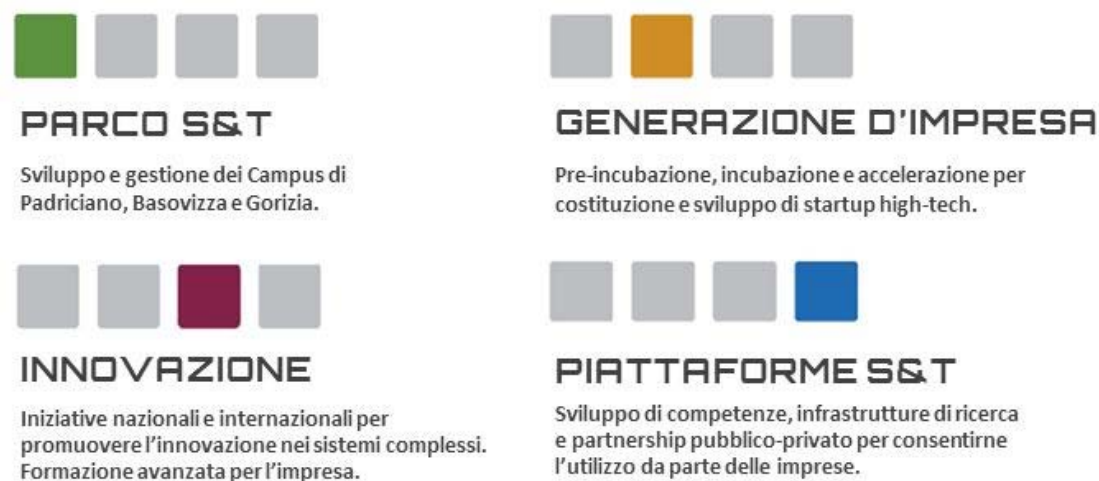 PARCO S&T
Sviluppo e gestione dei Campus di
Padriciano, Basovizza e Gorizia.
GENERAZIONE D'IMPRESA
Pre-incubazione, incubazione e accelerazione per
costituzione e sviluppo di startup high-tech.
INNOVAZIONE
Iniziative nazionali e internazionali per
promuovere l'innovazione nei sistemi complessi.
Formazione avanzata per l'impresa.
PIATTAFORME S&T
Sviluppo di competenze, infrastrutture di ricerca
e partnership pubblico-privato per consentirne
l'utilizzo da parte delle imprese.